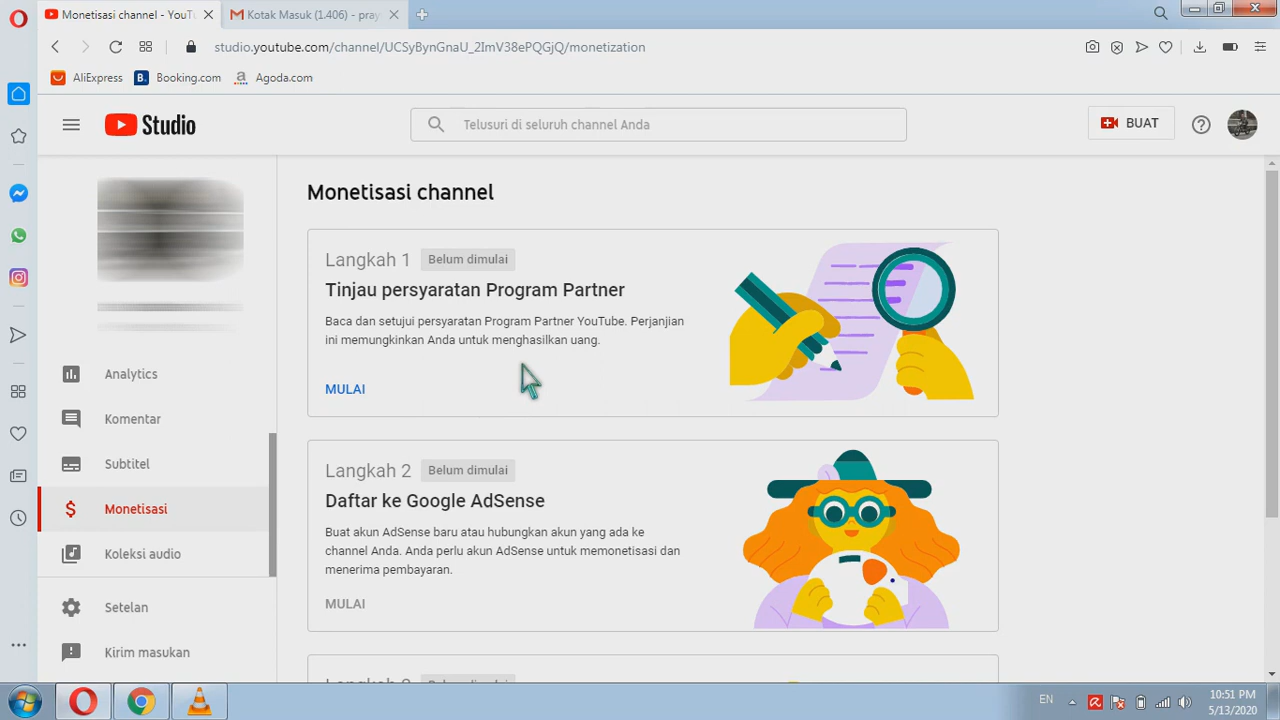 Monetisasi channel - YouTu
Kotak Masuk (1.406) - pray
studio.youtube.com/channel/UCSyBynGnaU_2ImV38ePQGjQ/monetization
AliExpress
B.
Booking.com
a
Agoda.com
Studio
Telusuri di seluruh channel Anda
BUAT
Monetisasi channel
Langkah 1
Belum dimulai
Tinjau persyaratan Program Partner
Baca dan setujui persyaratan Program Partner YouTube. Perjanjian
ini memungkinkan Anda untuk menghasilkan uang.
MULAI
Langkah 2
Belum dimulai
Daftar ke Google AdSense
Buat akun AdSense baru atau hubungkan akun yang ada ke
channel Anda. Anda perlu akun AdSense untuk memonetisasi dan
menerima pembayaran.
MULAI
Analytics
Komentar
Subtitel
Monetisasi
Koleksi audio
Setelan
Kirim masukan
EN
10:51 PM
5/13/2020